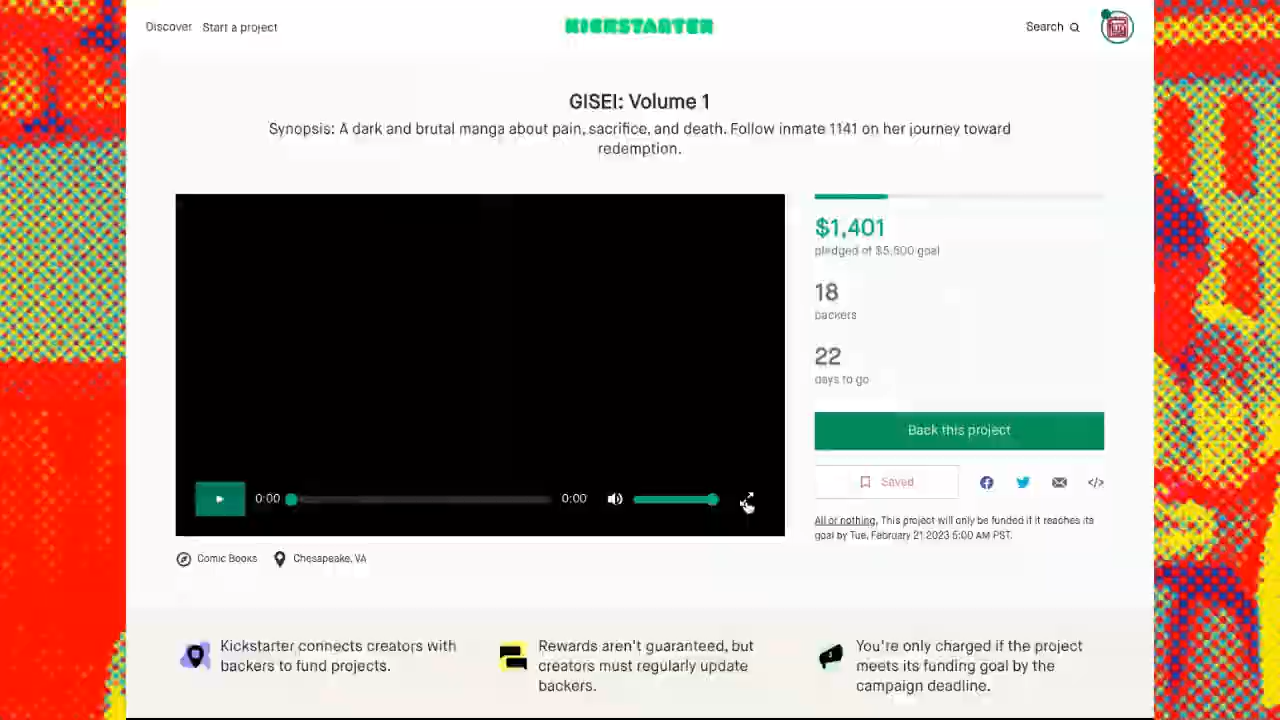 Discover Start a project KICKSTARTER Search
GISEI: Volume 1
Synopsis: A dark and brutal manga about pain, sacrifice, and death. Follow inmate 1141 on her journey toward
redemption.
$1,401
pledged of $5,500 goal
18
backers
22
days to go
Back this project
Saved
All or nothing. This project will only be funded if it reaches its
goal by Tue, February 21 2023 5:00 AM PST.
0:00 0:00
Comic Books Chesapeake, VA
Kickstarter connects creators with
backers to fund projects.
Rewards aren't guaranteed, but
creators must regularly update
backers.
You're only charged if the project
meets its funding goal by the
campaign deadline.